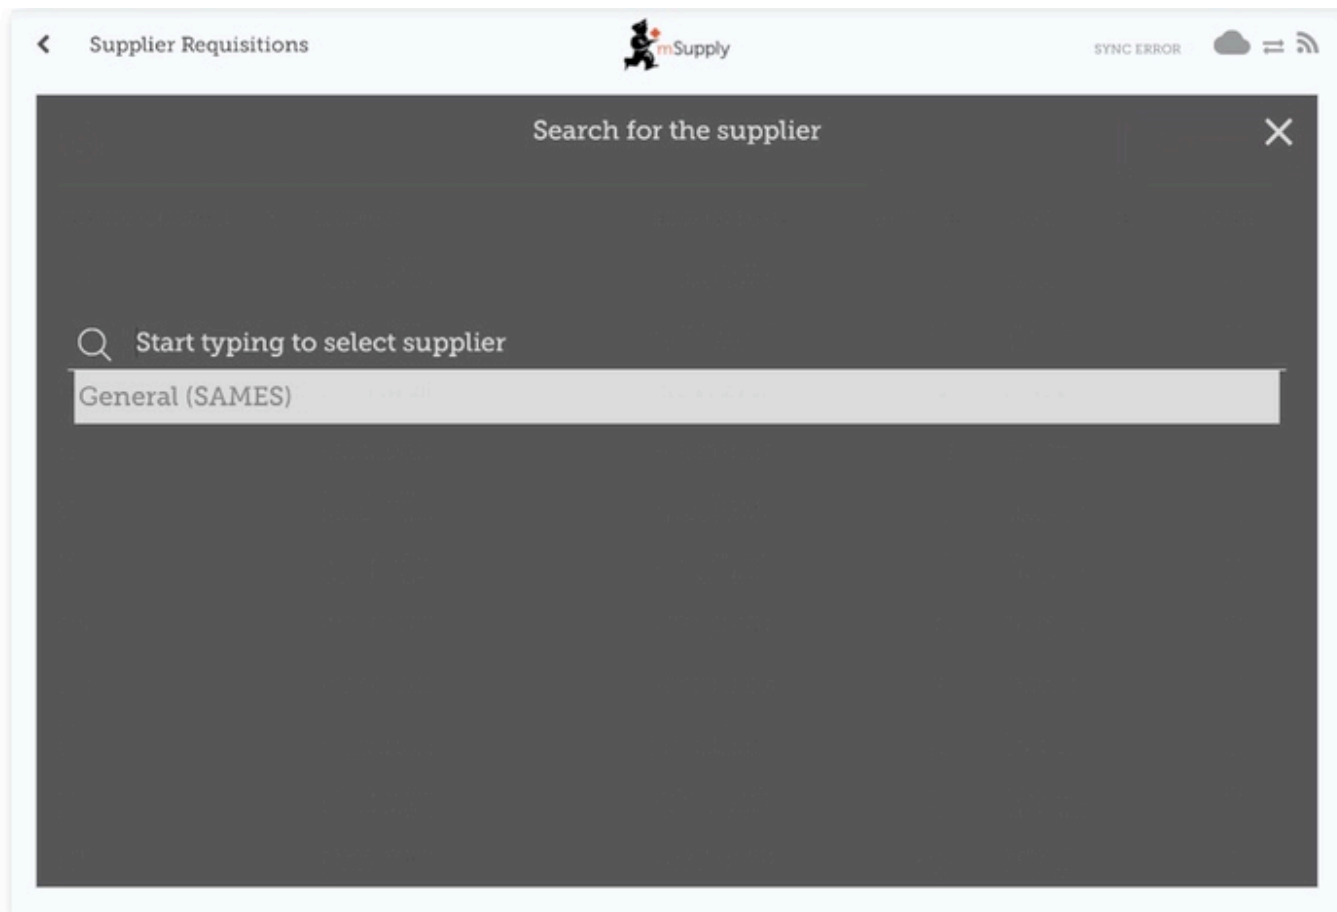 Supplier Requisitions
mSupply
SYNC ERROR
Search for the supplier
Start typing to select supplier
General (SAMES)